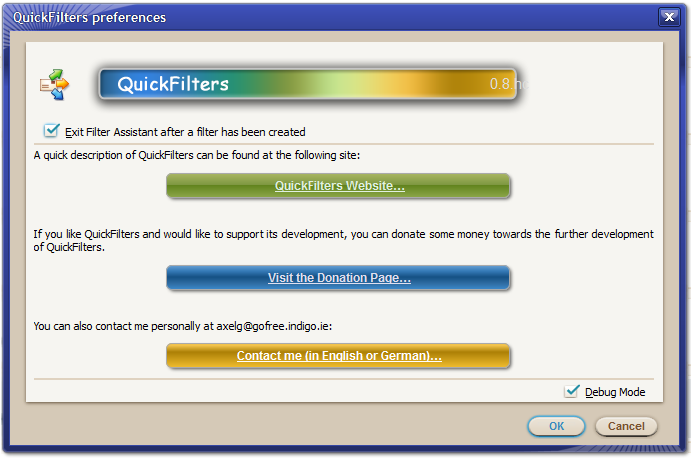 QuickFilters preferences
QuickFilters
Exit Filter Assistant after a filter has been created
A quick description of QuickFilters can be found at the following site:
QuickFilters Website...
If you like QuickFilters and would like to support its development, you can donate some money towards the further development
of QuickFilters.
Visit the Donation Page...
You can also contact me personally at axelg@gofree.indigo.ie:
Contact me (in English or German)...
Debug Mode
OK
Cancel